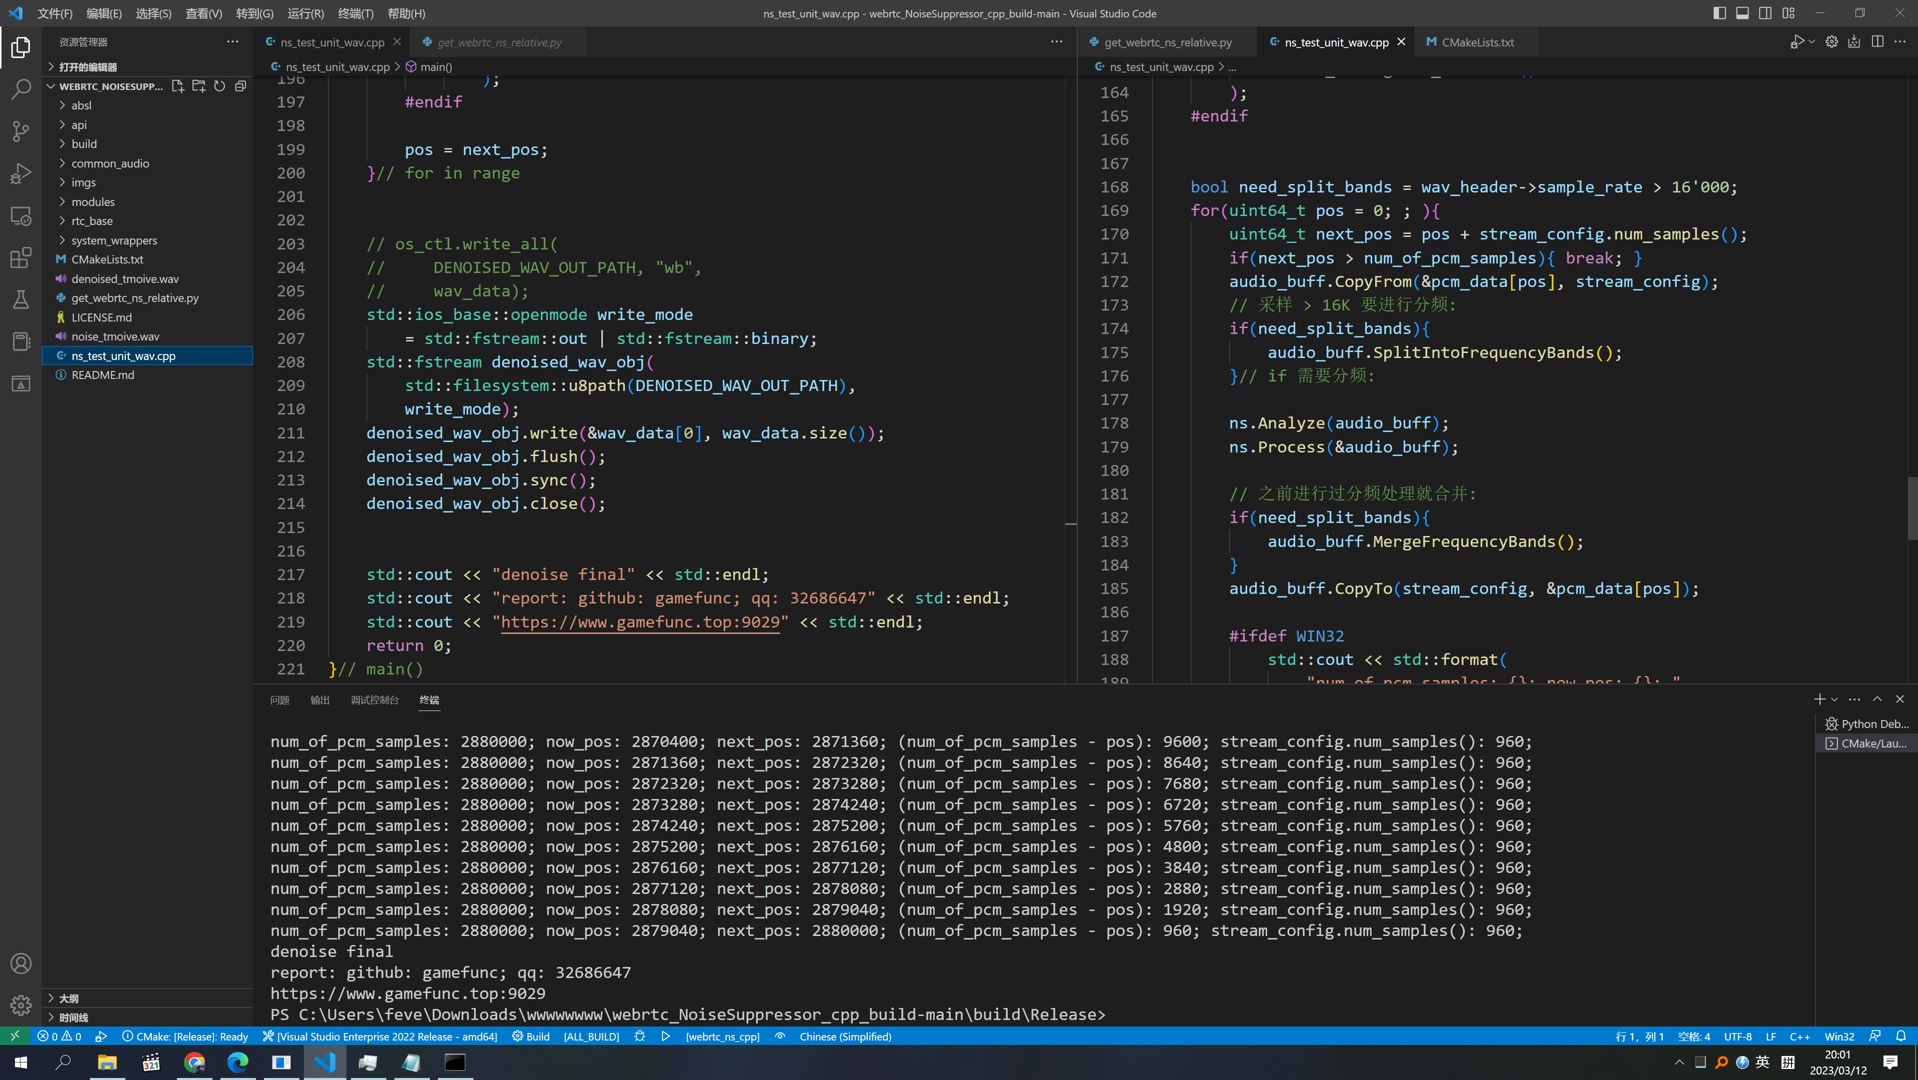 文件(F) 编辑(E) 选择(S) 查看(V) 转到(G) 运行(R) 终端(T) 帮助(H)
ns_test_unit_wav.cpp - webrtc_NoiseSuppressor_cpp_build-main - Visual Studio Code
资源管理器
打开的编辑器
WEBRTC_NOISESUPP...
absl
api
build
common_audio
imgs
modules
rtc_base
system_wrappers
CMakeLists.txt
denoised_tmoive.wav
get_webrtc_ns_relative.py
LICENSE.md
noise_tmoive.wav
ns_test_unit_wav.cpp
README.md
大纲
时间线
ns_test_unit_wav.cpp
get_webrtc_ns_relative.py
ns_test_unit_wav.cpp > main()
196 );
197 #endif
198
199 pos = next_pos;
200 }// for in range
201
202
203 // os_ctl.write_all(
204 //     DENOISED_WAV_OUT_PATH, "wb",
205 //     wav_data);
206 std::ios_base::openmode write_mode
207 = std::fstream::out | std::fstream::binary;
208 std::fstream denoised_wav_obj(
209 std::filesystem::u8path(DENOISED_WAV_OUT_PATH),
210 write_mode);
211 denoised_wav_obj.write(&wav_data[0], wav_data.size());
212 denoised_wav_obj.flush();
213 denoised_wav_obj.sync();
214 denoised_wav_obj.close();
215
216
217 std::cout << "denoise final" << std::endl;
218 std::cout << "report: github: gamefunc; qq: 32686647" << std::endl;
219 std::cout << "https://www.gamefunc.top:9029" << std::endl;
220 return 0;
221 }// main()
get_webrtc_ns_relative.py
ns_test_unit_wav.cpp
CMakeLists.txt
ns_test_unit_wav.cpp > ...
164 );
165 #endif
166
167
168 bool need_split_bands = wav_header->sample_rate > 16'000;
169 for(uint64_t pos = 0; ; ){
170 uint64_t next_pos = pos + stream_config.num_samples();
171 if(next_pos > num_of_pcm_samples){ break; }
172 audio_buff.CopyFrom(&pcm_data[pos], stream_config);
173 // 采样 > 16K 要进行分频:
174 if(need_split_bands){
175 audio_buff.SplitIntoFrequencyBands();
176 }// if 需要分频:
177
178 ns.Analyze(audio_buff);
179 ns.Process(&audio_buff);
180
181 // 之前进行过分频处理就合并:
182 if(need_split_bands){
183 audio_buff.MergeFrequencyBands();
184 }
185 audio_buff.CopyTo(stream_config, &pcm_data[pos]);
186
187 #ifdef WIN32
188 std::cout << std::format(
189 "num_of_pcm_samples: {}; now_pos: {}; "
问题 输出 调试控制台 终端
num_of_pcm_samples: 2880000; now_pos: 2870400; next_pos: 2871360; (num_of_pcm_samples - pos): 9600; stream_config.num_samples(): 960;
num_of_pcm_samples: 2880000; now_pos: 2871360; next_pos: 2872320; (num_of_pcm_samples - pos): 8640; stream_config.num_samples(): 960;
num_of_pcm_samples: 2880000; now_pos: 2872320; next_pos: 2873280; (num_of_pcm_samples - pos): 7680; stream_config.num_samples(): 960;
num_of_pcm_samples: 2880000; now_pos: 2873280; next_pos: 2874240; (num_of_pcm_samples - pos): 6720; stream_config.num_samples(): 960;
num_of_pcm_samples: 2880000; now_pos: 2874240; next_pos: 2875200; (num_of_pcm_samples - pos): 5760; stream_config.num_samples(): 960;
num_of_pcm_samples: 2880000; now_pos: 2875200; next_pos: 2876160; (num_of_pcm_samples - pos): 4800; stream_config.num_samples(): 960;
num_of_pcm_samples: 2880000; now_pos: 2876160; next_pos: 2877120; (num_of_pcm_samples - pos): 3840; stream_config.num_samples(): 960;
num_of_pcm_samples: 2880000; now_pos: 2877120; next_pos: 2878080; (num_of_pcm_samples - pos): 2880; stream_config.num_samples(): 960;
num_of_pcm_samples: 2880000; now_pos: 2878080; next_pos: 2879040; (num_of_pcm_samples - pos): 1920; stream_config.num_samples(): 960;
num_of_pcm_samples: 2880000; now_pos: 2879040; next_pos: 2880000; (num_of_pcm_samples - pos): 960; stream_config.num_samples(): 960;
denoise final
report: github: gamefunc; qq: 32686647
https://www.gamefunc.top:9029
PS C:\Users\feve\Downloads\wwwwwwww\webrtc_NoiseSuppressor_cpp_build-main\build\Release>
Python Deb...
CMake/Lau...
0 0 CMake: [Release]: Ready [Visual Studio Enterprise 2022 Release - amd64] Build [ALL_BUILD] [webrtc_ns_cpp] Chinese (Simplified)
行 1，列 1 空格: 4 UTF-8 LF C++ Win32
321
英 拼
20:01
2023/03/12